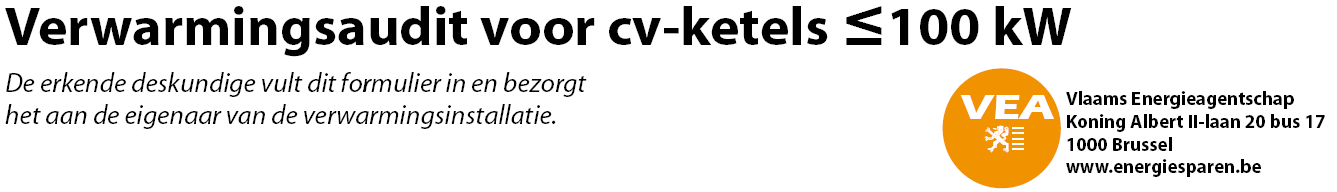 Verwarmingsaudit voor cv-ketels ≤100 kW
De erkende deskundige vult dit formulier in en bezorgt
het aan de eigenaar van de verwarmingsinstallatie.
VEA
Vlaams Energieagentschap
Koning Albert II-laan 20 bus 17
1000 Brussel
www.energiesparen.be